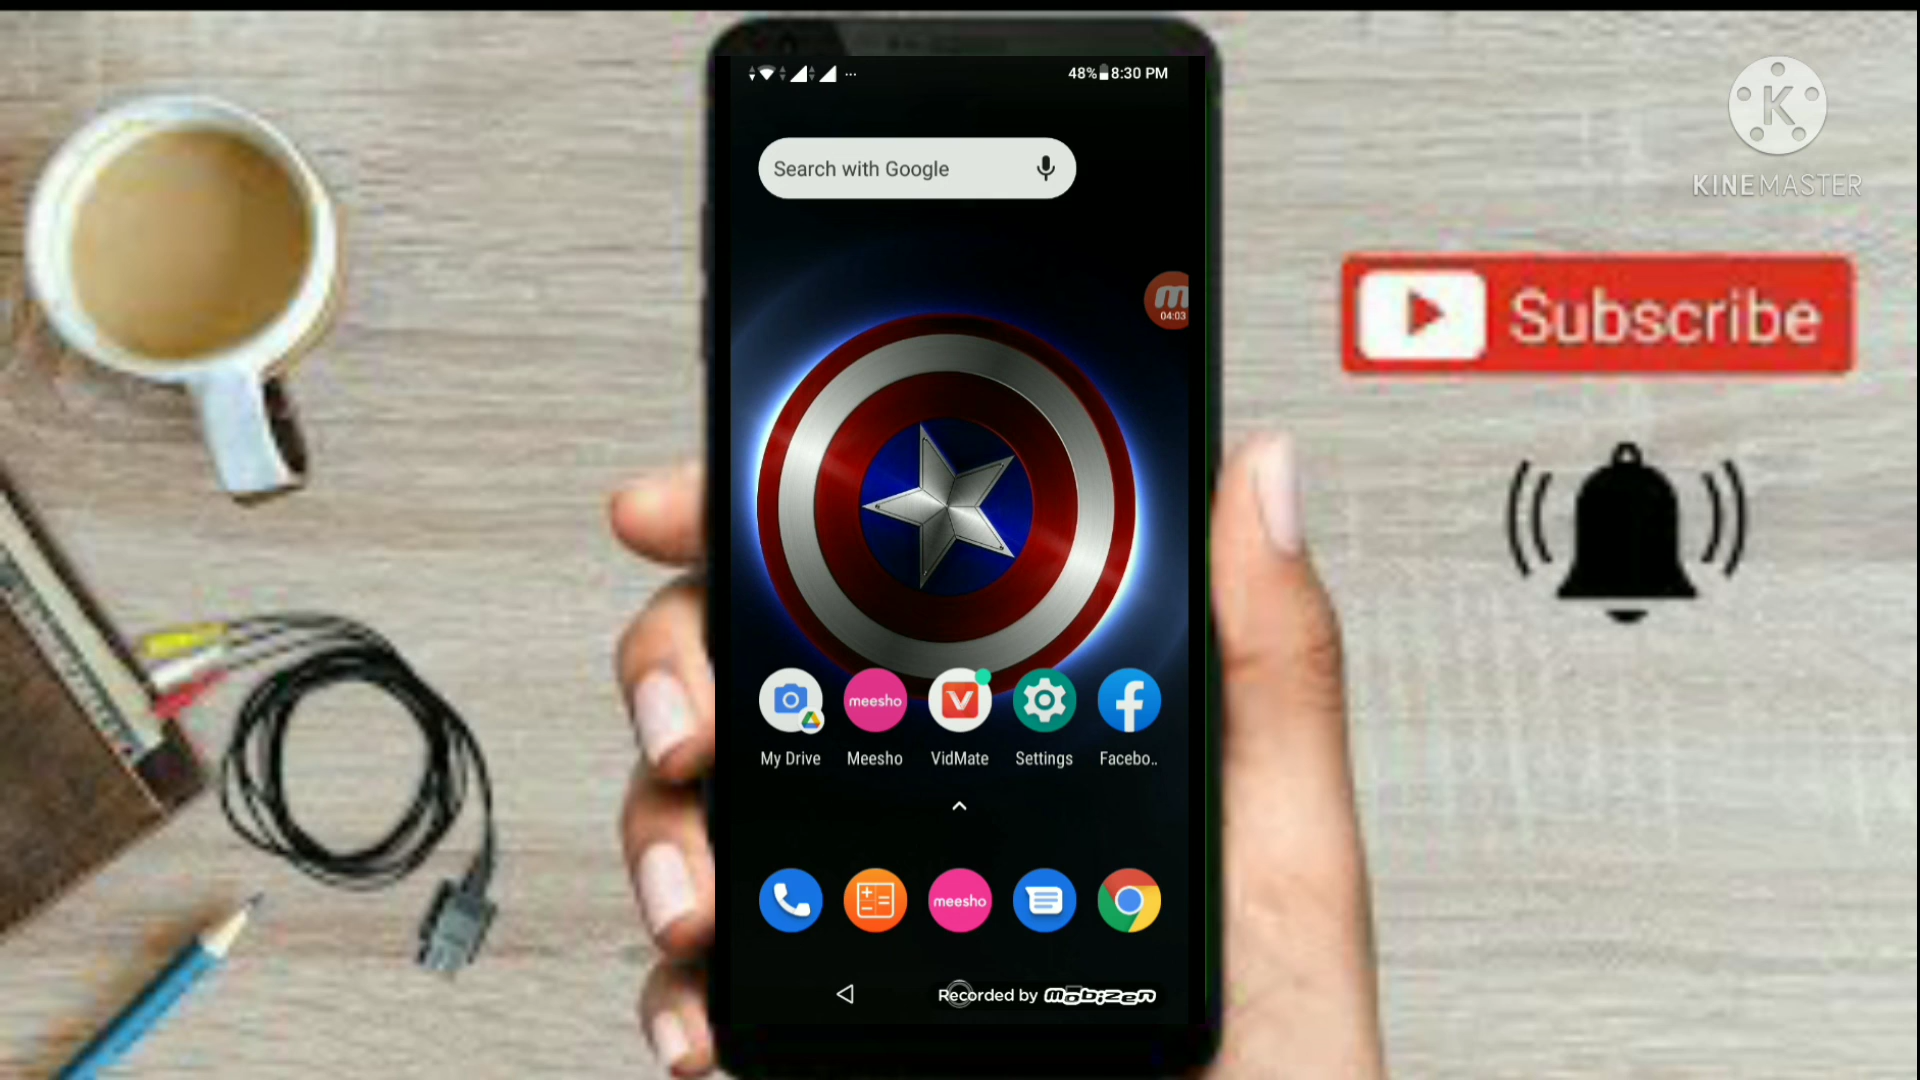 48% 8:30 PM
Search with Google
K
KINEMASTER
m
04:03
Subscribe
meesho
V
f
My Drive
Meesho
VidMate
Settings
Facebo..
meesho
Recorded by Mobizen